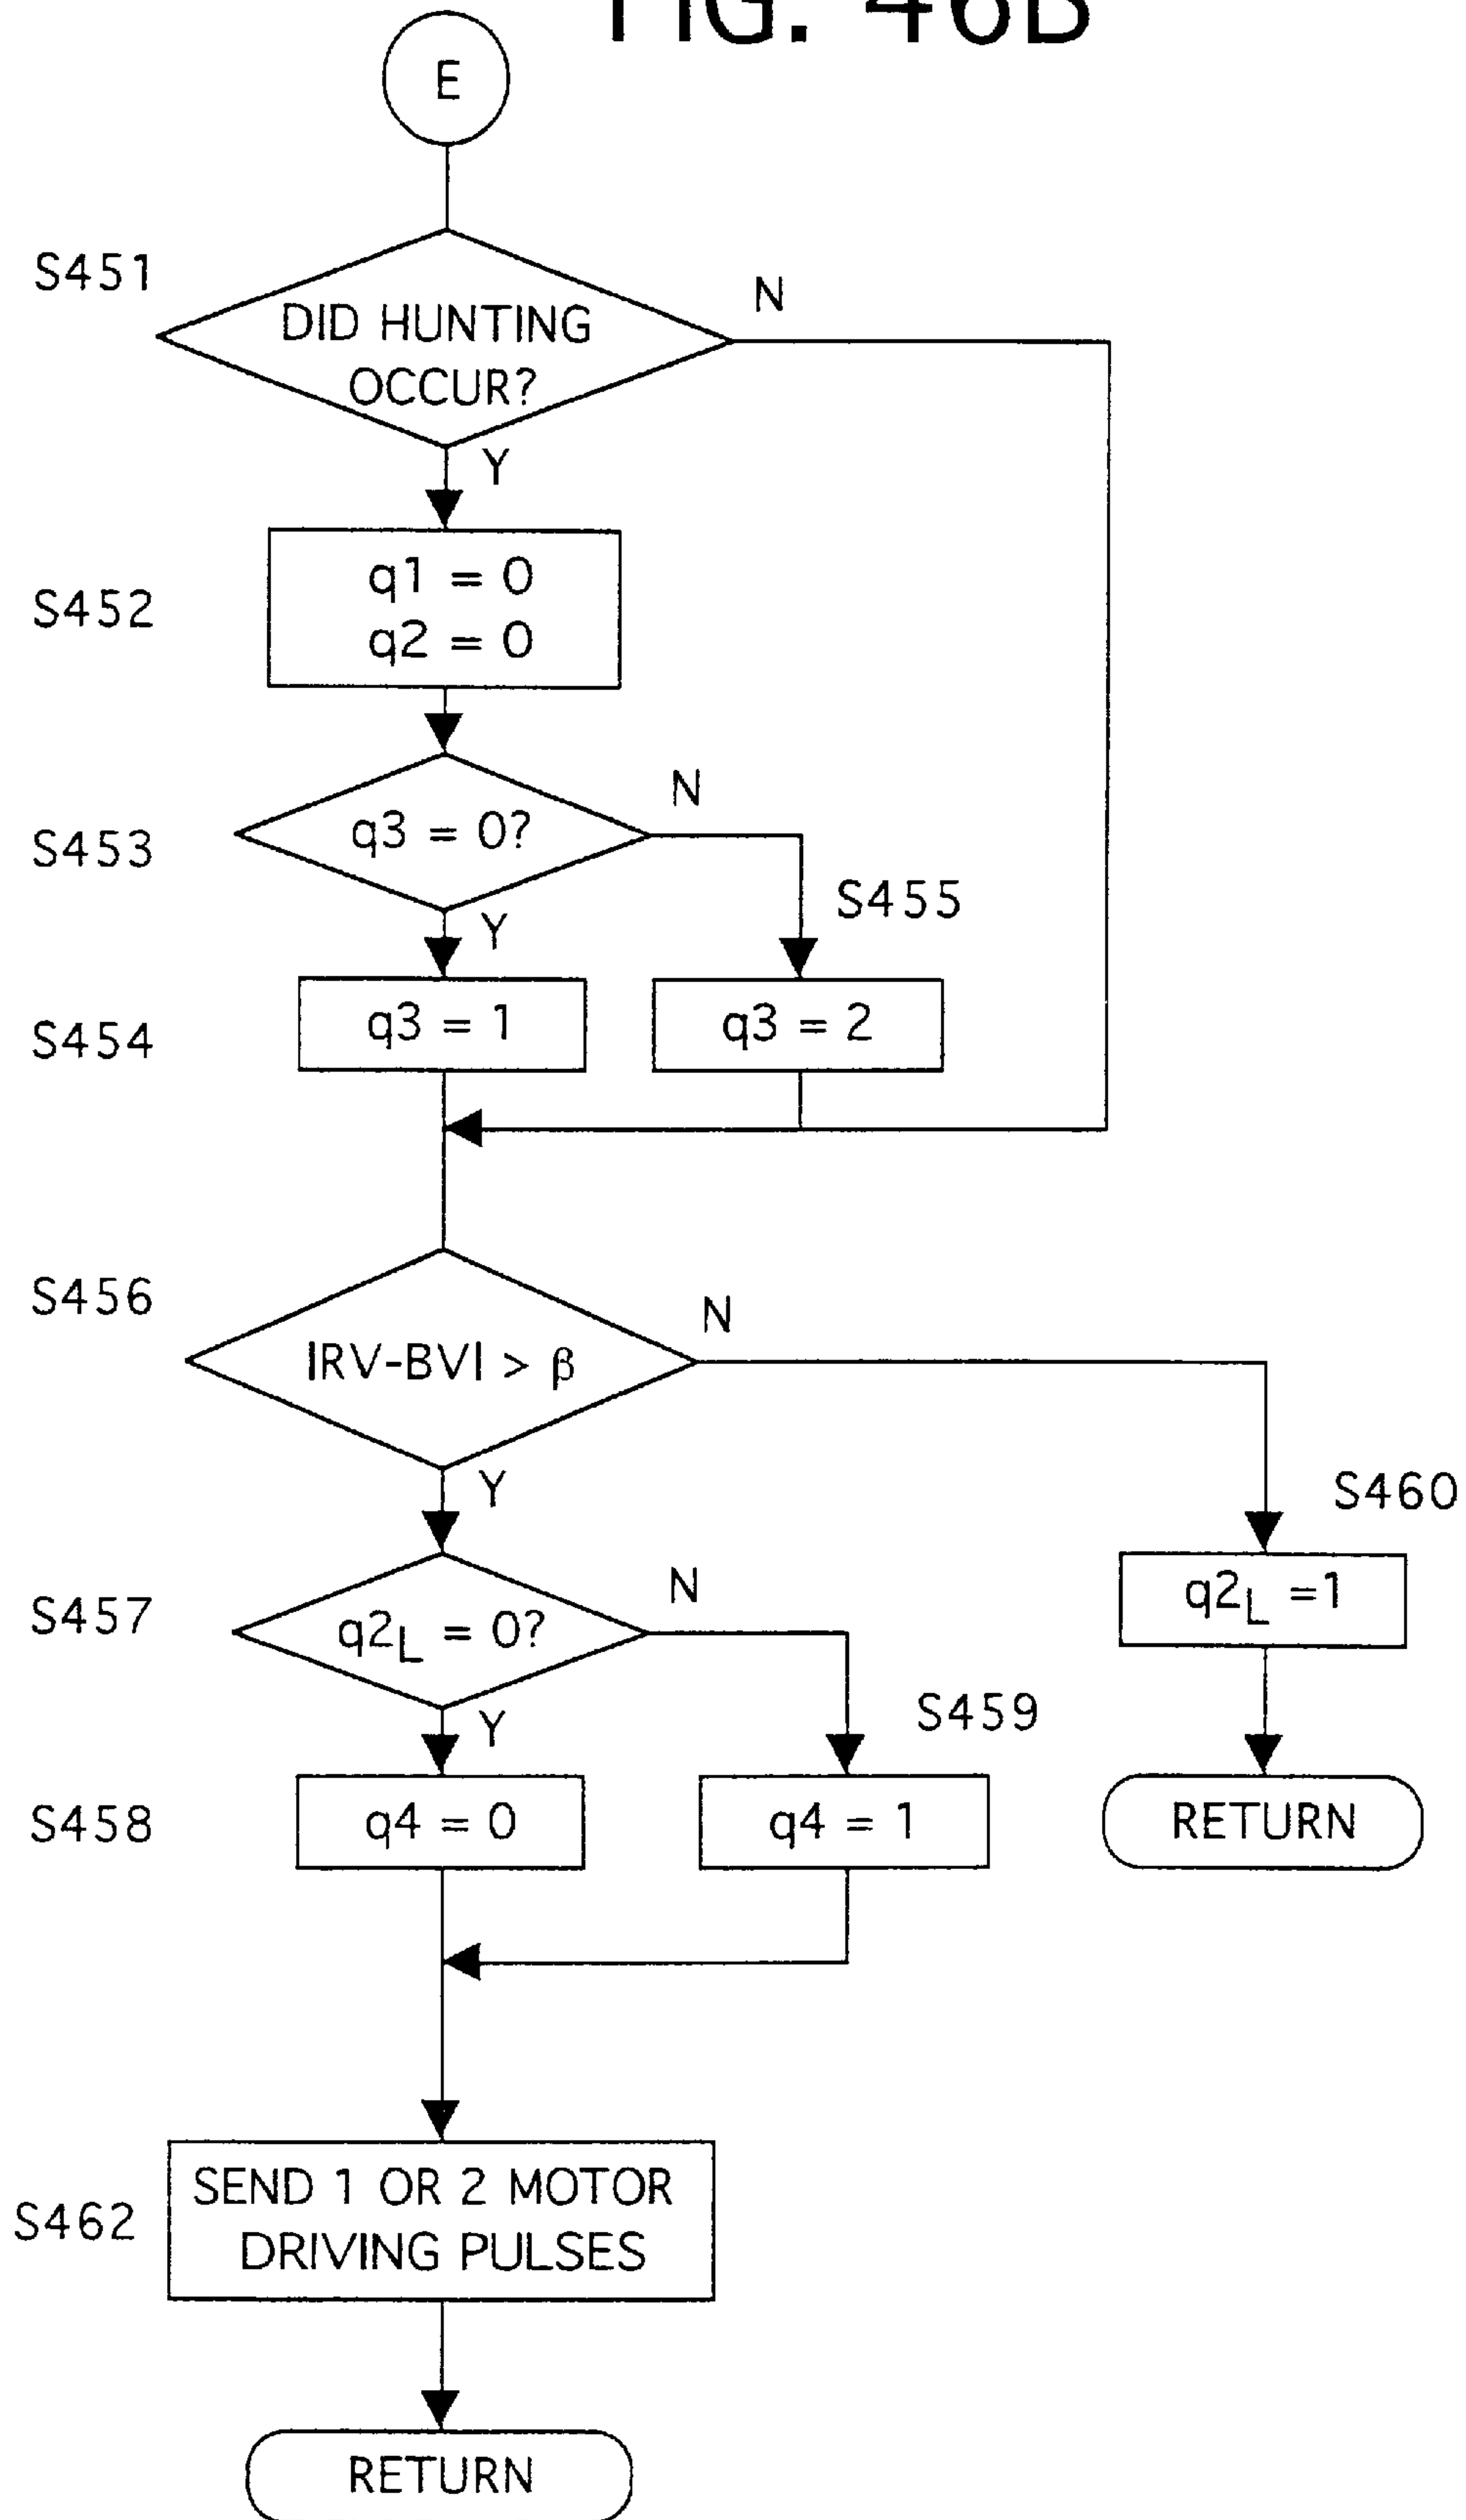 FIG. 46B
E
S451
DID HUNTING
OCCUR?
N
Y
S452
q1 = 0
q2 = 0
S453
q3 = 0?
N
Y
S455
S454
q3 = 1
q3 = 2
S456
|RV-BV| > β
N
Y
S460
q2L =1
S457
q2L = 0?
N
Y
S459
S458
q4 = 0
q4 = 1
RETURN
S462
SEND 1 OR 2 MOTOR
DRIVING PULSES
RETURN